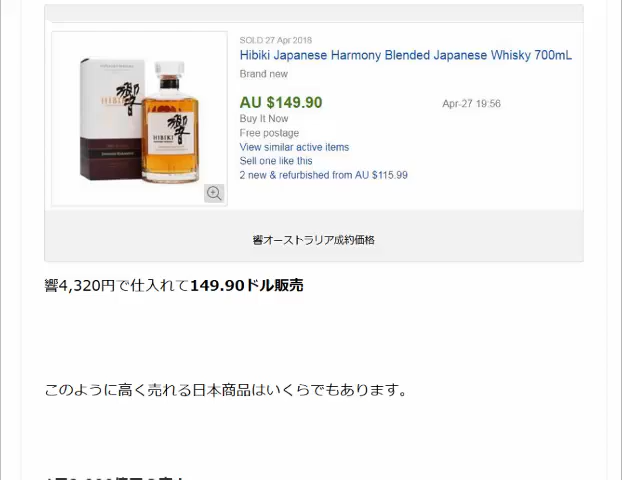 SOLD 27 Apr 2018
Hibiki Japanese Harmony Blended Japanese Whisky 700mL
Brand new
AU $149.90 Apr-27 19:56
Buy It Now
Free postage
View similar active items
Sell one like this
2 new & refurbished from AU $115.99
響
HIBIKI
響
HIBIKI
響オーストラリア成約価格
響4,320円で仕入れて149.90ドル販売
このように高く売れる日本商品はいくらでもあります。